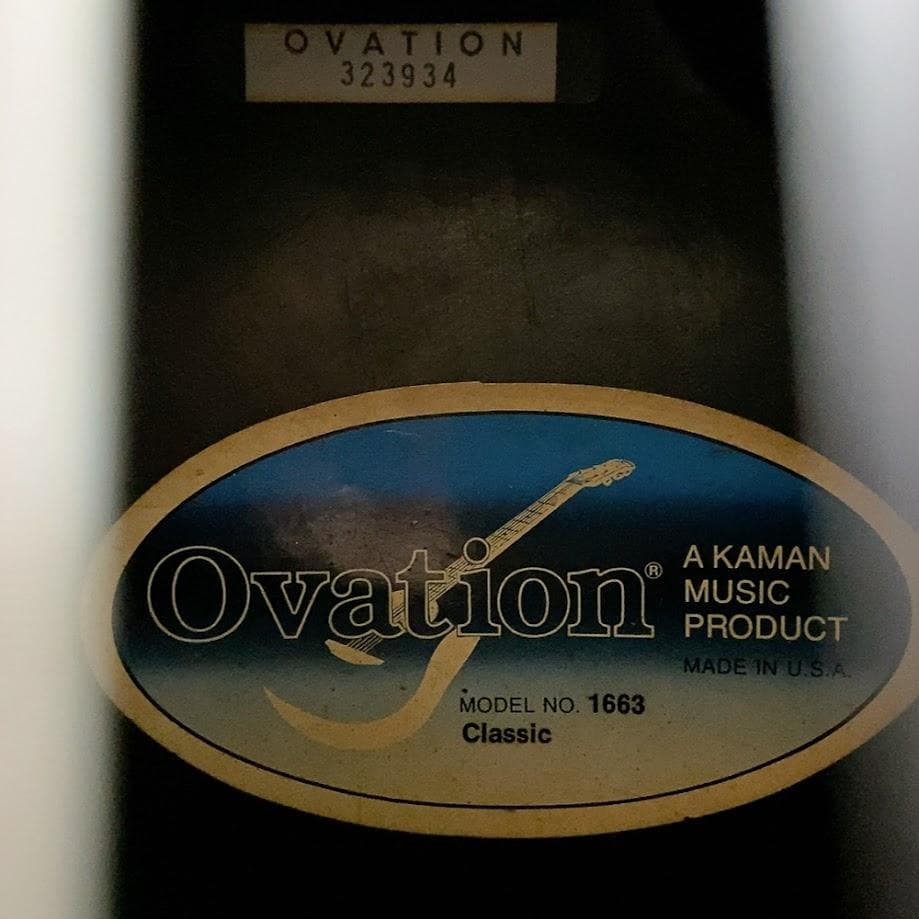 OVATION
323934
Ovation®
A KAMAN
MUSIC
PRODUCT
MADE IN U.S.A.
MODEL NO. 1663
Classic